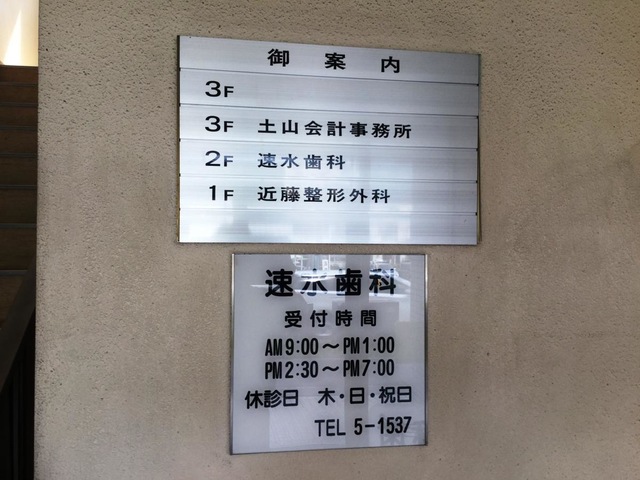 御案内
3F
3F 土山会計事務所
2F 速水歯科
1F 近藤整形外科
速水歯科
受付時間
AM9:00～PM1:00
PM2:30～PM7:00
休診日 木・日・祝日
TEL 5-1537